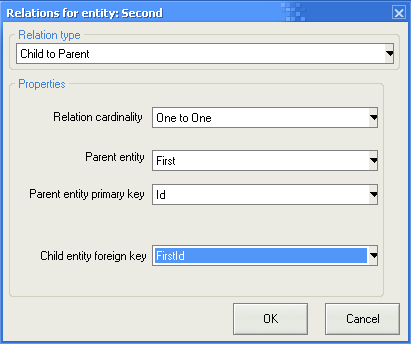 Relations for entity: Second
Relation type
Child to Parent
Properties
Relation cardinality One to One
Parent entity First
Parent entity primary key Id
Child entity foreign key FirstId
OK Cancel